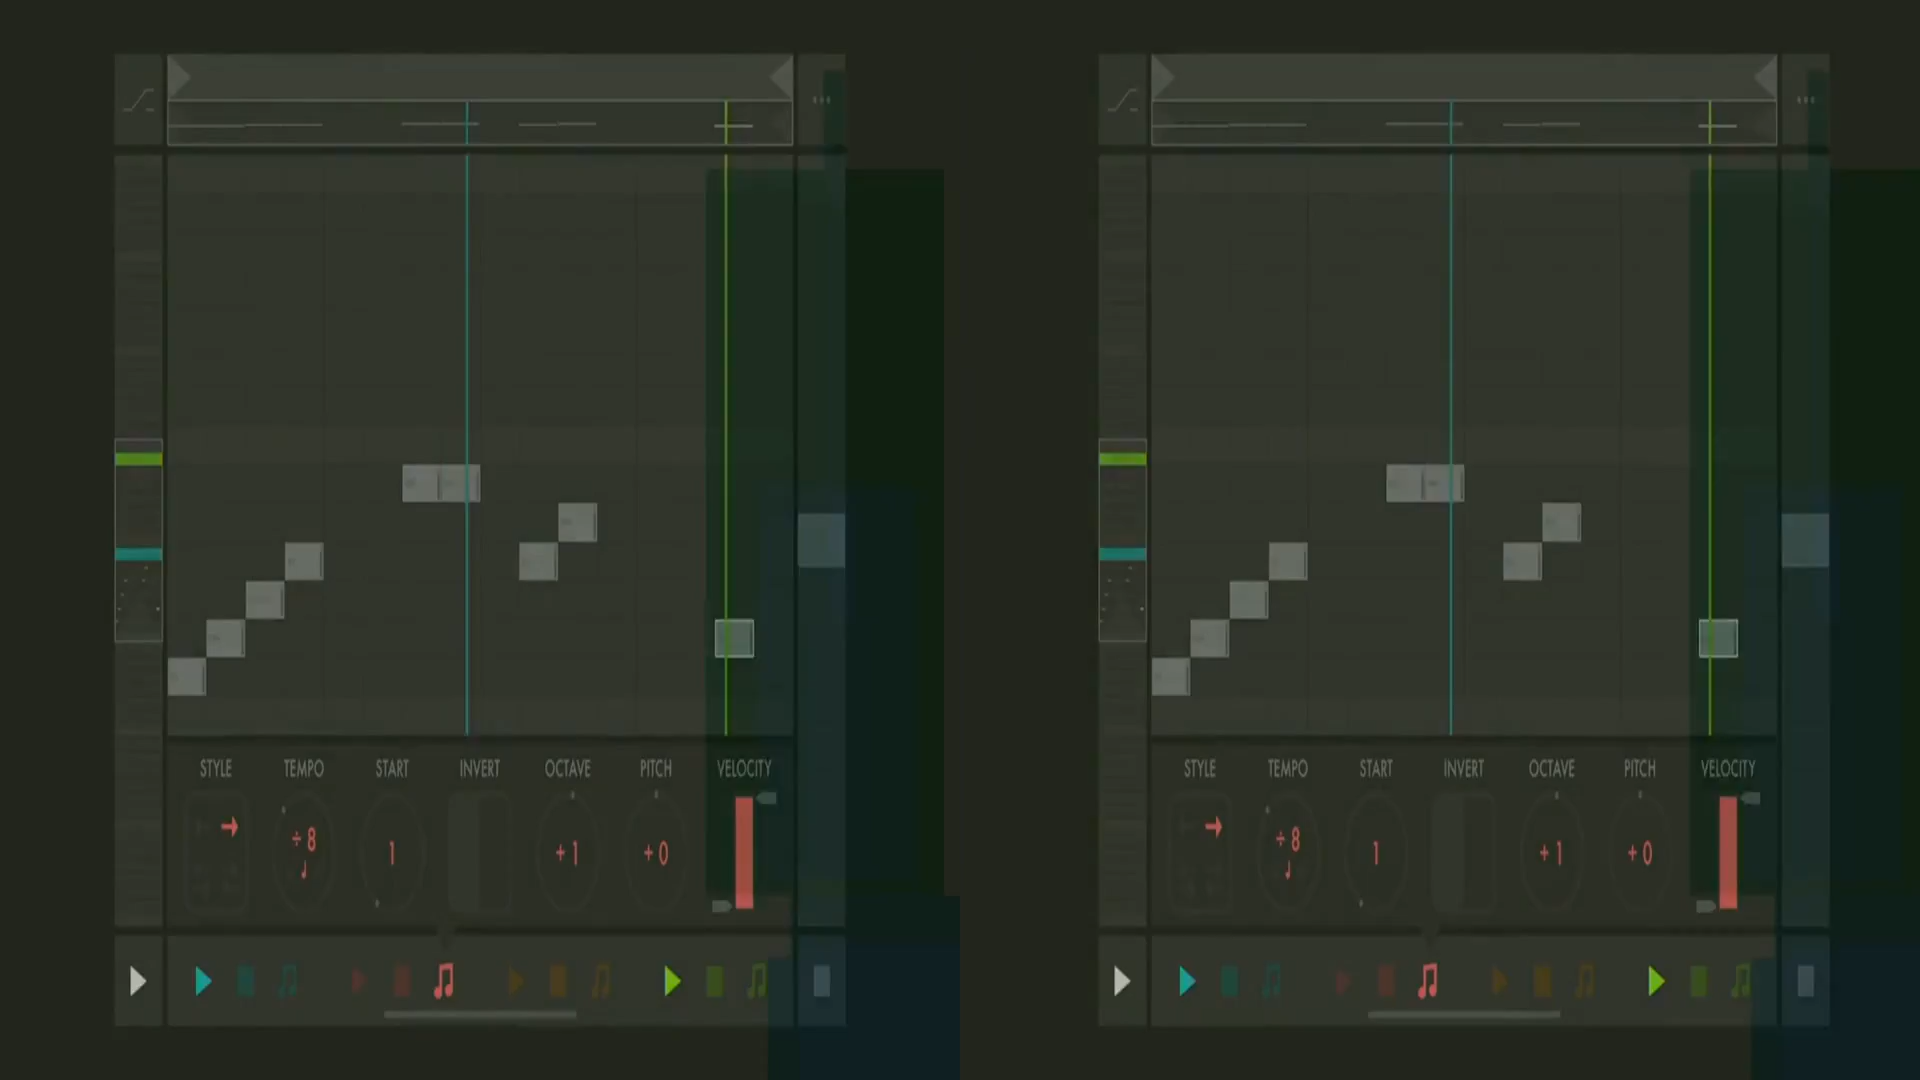 STYLE TEMPO START INVERT OCTAVE PITCH VELOCITY
÷ 8 1 + 1 + 0
STYLE TEMPO START INVERT OCTAVE PITCH VELOCITY
÷ 8 1 + 1 + 0